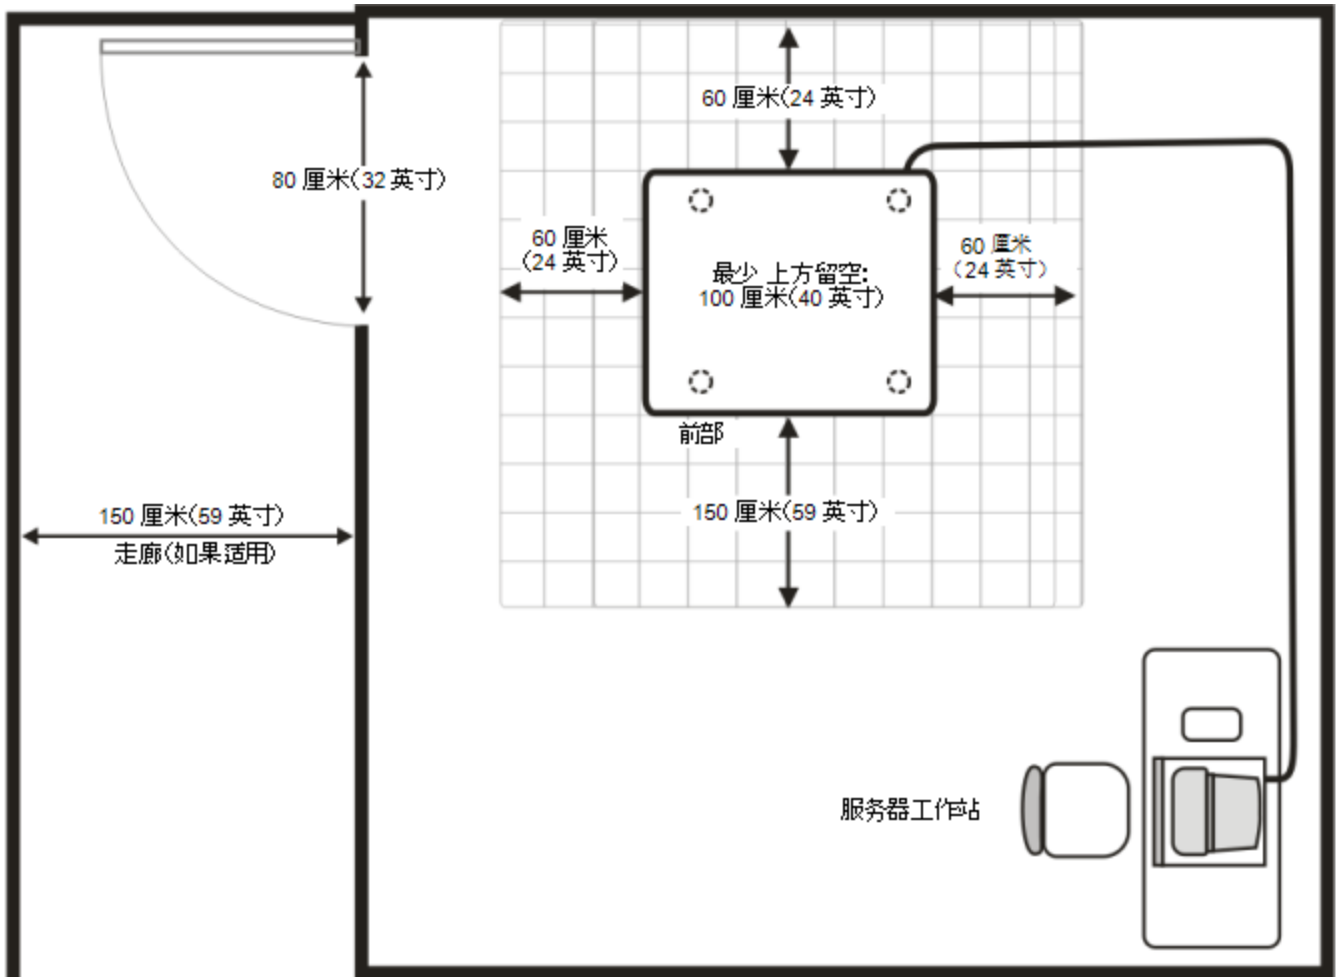 60 厘米(24 英寸)
80 厘米(32 英寸)
60 厘米
(24 英寸)
60 厘米
(24 英寸)
最少 上方留空:
100 厘米(40 英寸)
前部
150 厘米(59 英寸)
150 厘米(59 英寸)
走廊(如果适用)
服务器工作站